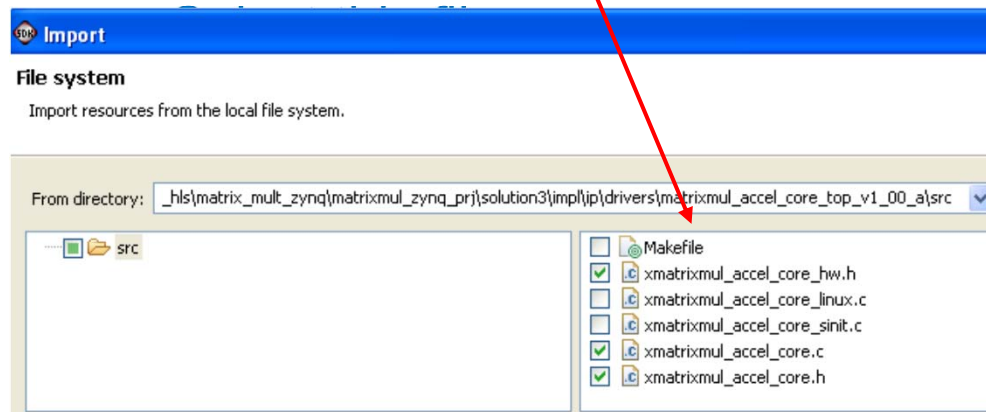 SDK Import
File system
Import resources from the local file system.
From directory: _hls\matrix_mult_zynq\matrixmul_zynq_prj\solution3\impl\ip\drivers\matrixmul_accel_core_top_v1_00_a\src
src
Makefile
.c xmatrixmul_accel_core_hw.h
.c xmatrixmul_accel_core_linux.c
.c xmatrixmul_accel_core_sinit.c
.c xmatrixmul_accel_core.c
.c xmatrixmul_accel_core.h